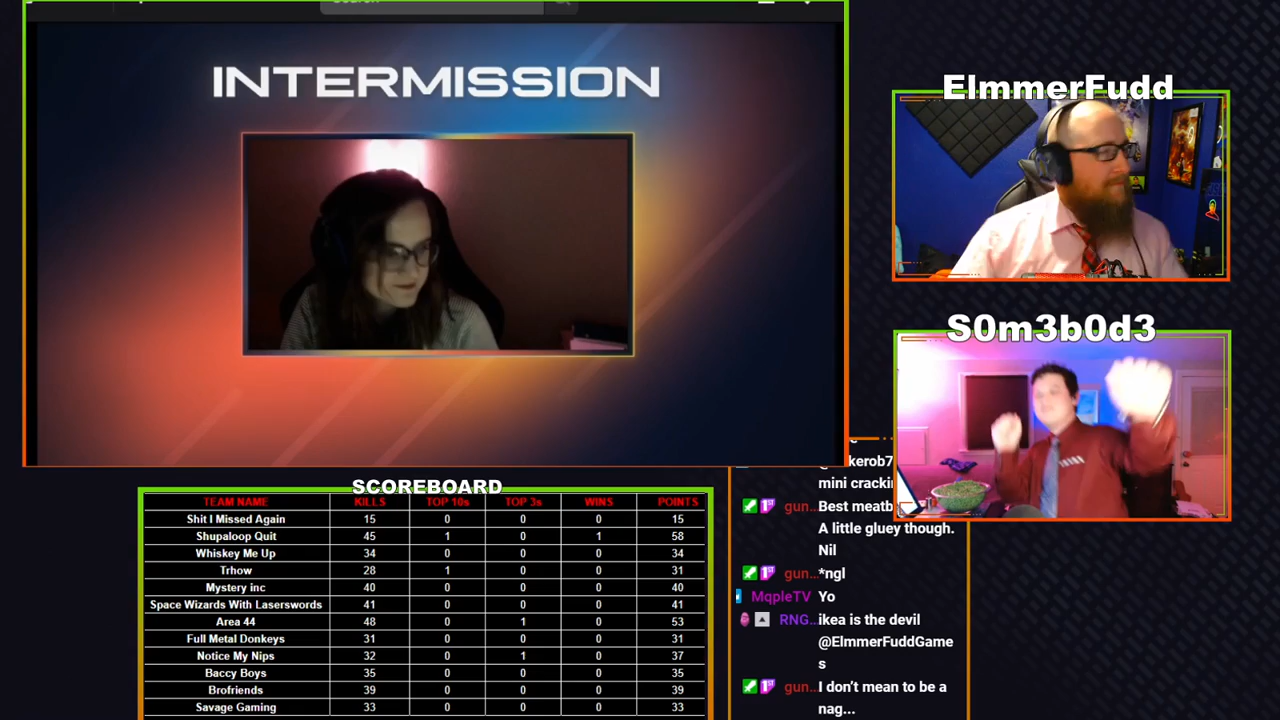 INTERMISSION
ElmmerFudd
S0m3b0d3
SCOREBOARD
TEAM NAME KILLS TOP 10s TOP 3s WINS POINTS
Shit I Missed Again 15 0 0 0 15
Shupaloop Quit 45 1 0 1 58
Whiskey Me Up 34 0 0 0 34
Trhow 28 1 0 0 31
Mystery inc 40 0 0 0 40
Space Wizards With Laserswords 41 0 0 0 41
Area 44 48 0 1 0 53
Full Metal Donkeys 31 0 0 0 31
Notice My Nips 32 0 1 0 37
Baccy Boys 35 0 0 0 35
Brofriends 39 0 0 0 39
Savage Gaming 33 0 0 0 33
kerob7
mini crackin
gun... Best meatb
A little gluey though.
Nil
gun... *ngl
MqpleTV Yo
RNG... ikea is the devil
@ElmmerFuddGame
s
gun... I don't mean to be a
nag...